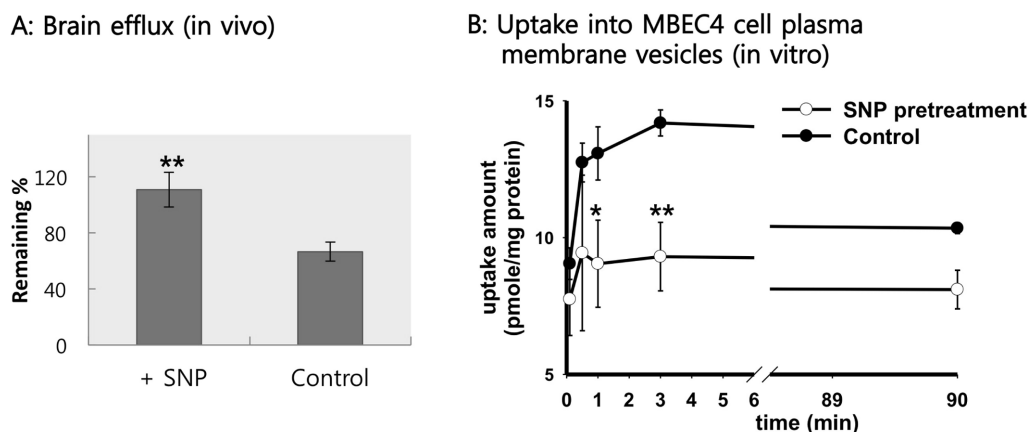 A: Brain efflux (in vivo)
Remaining %
120
80
40
0
**
+ SNP
Control
B: Uptake into MBEC4 cell plasma
membrane vesicles (in vitro)
uptake amount
(pmole/mg protein)
15
10
5
SNP pretreatment
Control
*
**
0 1 2 3 4 5 6 89 90
time (min)